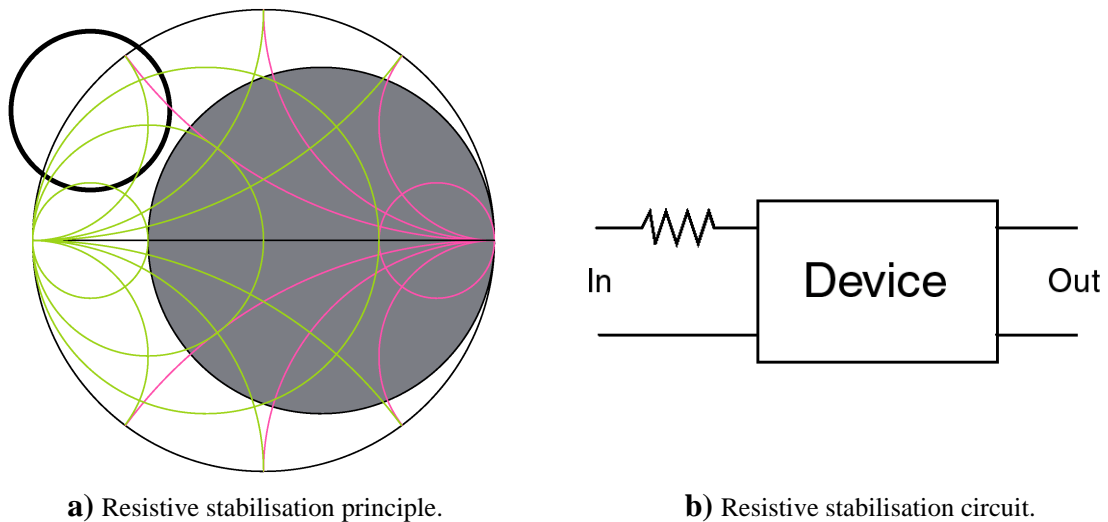 In
Device
Out
a) Resistive stabilisation principle.
b) Resistive stabilisation circuit.